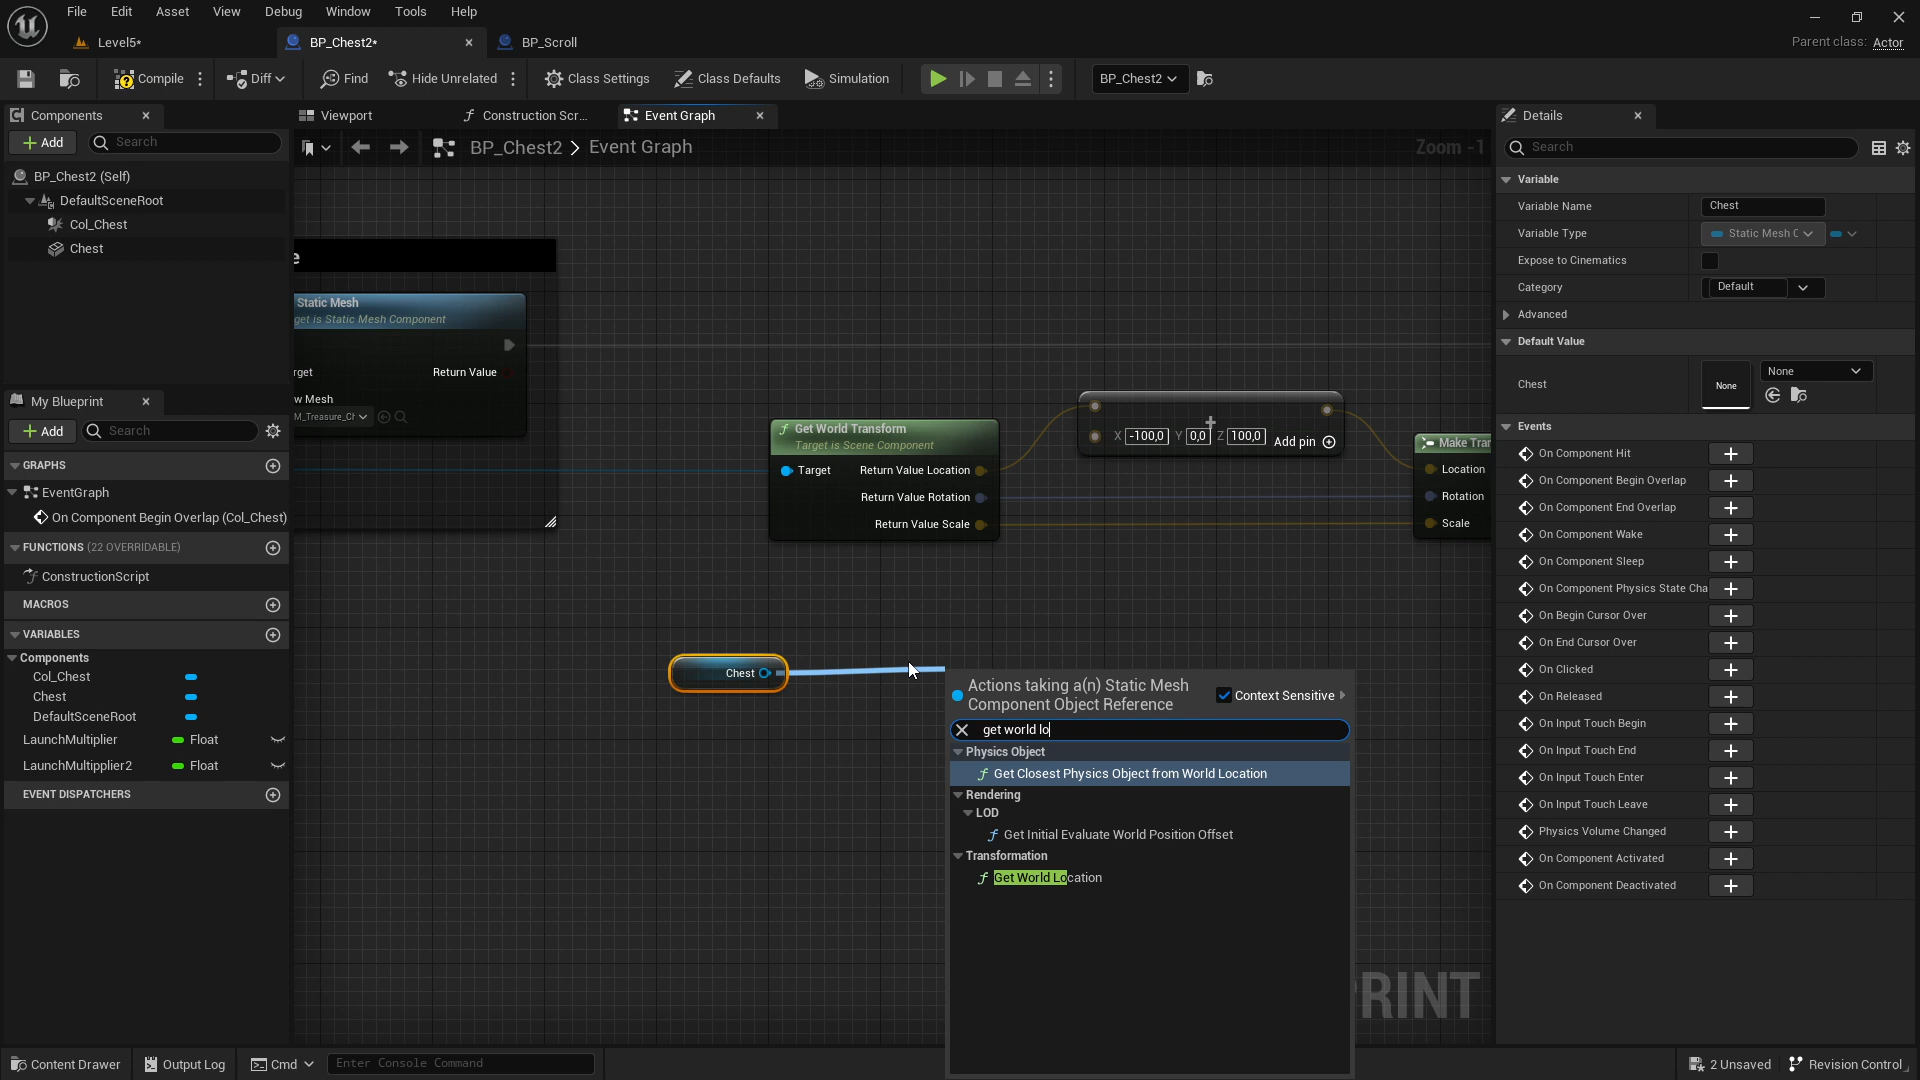 File Edit Asset View Debug Window Tools Help
Level5* BP_Chest2* BP_Scroll Parent class: Actor
Compile Diff Find Hide Unrelated Class Settings Class Defaults Simulation BP_Chest2
Components
Add Search
BP_Chest2 (Self)
DefaultSceneRoot
Col_Chest
Chest
My Blueprint
Add Search
GRAPHS
EventGraph
On Component Begin Overlap (Col_Chest)
FUNCTIONS (22 OVERRIDABLE)
ConstructionScript
MACROS
VARIABLES
Components
Col_Chest
Chest
DefaultSceneRoot
LaunchMultiplier Float
LaunchMultipplier2 Float
EVENT DISPATCHERS
Viewport Construction Scr... Event Graph
BP_Chest2 > Event Graph Zoom -1
e
Static Mesh
get is Static Mesh Component
rget Return Value
w Mesh
M_Treasure_Ch
Get World Transform
Target is Scene Component
Target Return Value Location
Return Value Rotation
Return Value Scale
X -100,0 Y 0,0 Z 100,0 Add pin
Make Tran
Location
Rotation
Scale
Chest
Actions taking a(n) Static Mesh
Component Object Reference
Context Sensitive
get world lo
Physics Object
Get Closest Physics Object from World Location
Rendering
LOD
Get Initial Evaluate World Position Offset
Transformation
Get World Location
PRINT
Details
Search
Variable
Variable Name Chest
Variable Type Static Mesh C
Expose to Cinematics
Category Default
Advanced
Default Value
Chest None None
Events
On Component Hit
On Component Begin Overlap
On Component End Overlap
On Component Wake
On Component Sleep
On Component Physics State Cha
On Begin Cursor Over
On End Cursor Over
On Clicked
On Released
On Input Touch Begin
On Input Touch End
On Input Touch Enter
On Input Touch Leave
Physics Volume Changed
On Component Activated
On Component Deactivated
Content Drawer Output Log Cmd Enter Console Command 2 Unsaved Revision Control